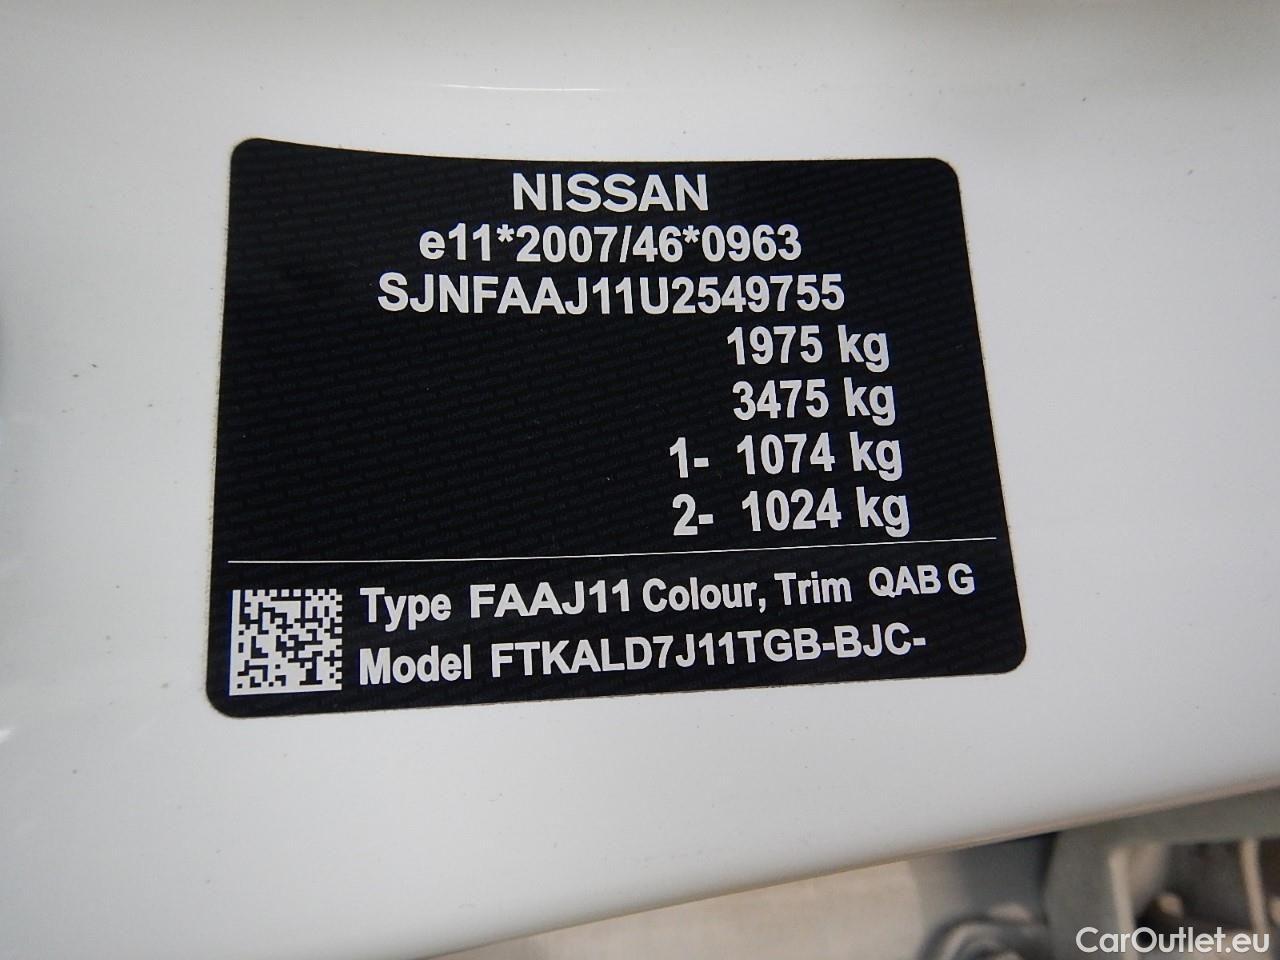 NISSAN
e11*2007/46*0963
SJNFAAJ11U2549755
1975 kg
3475 kg
1- 1074 kg
2- 1024 kg
Type FAAJ11 Colour, Trim QAB G
Model FTKALD7J11TGB-BJC-
CarOutlet.eu